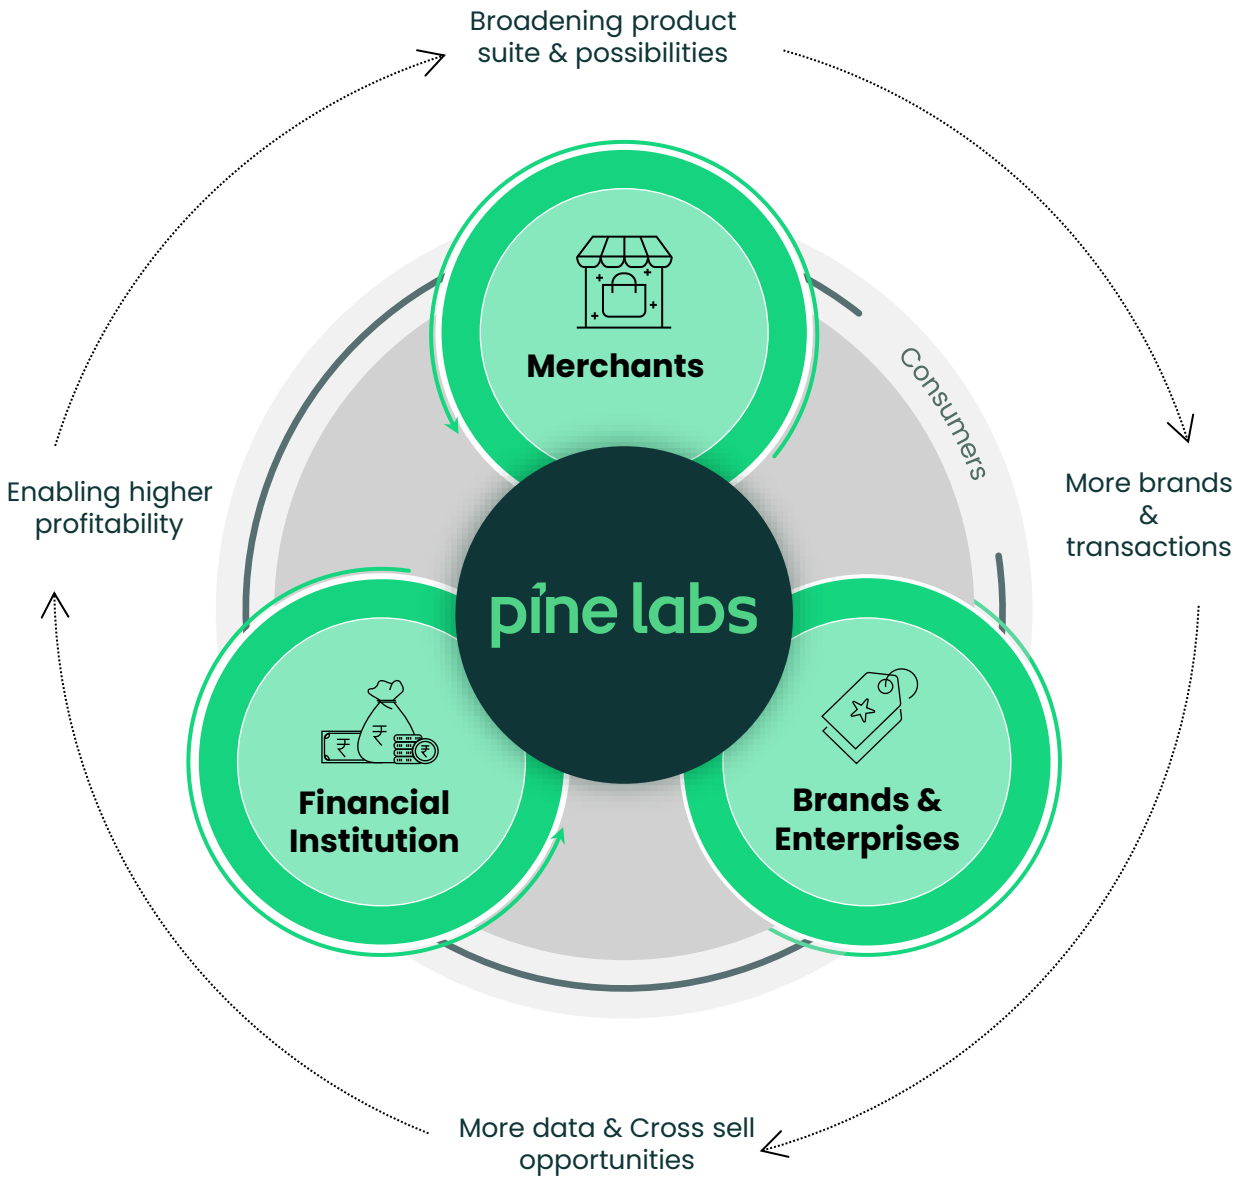 Broadening product
suite & possibilities
Merchants
Consumers
Enabling higher
profitability
More brands
&
transactions
pine labs
Financial
Institution
₹
₹
₹
Brands &
Enterprises
More data & Cross sell
opportunities